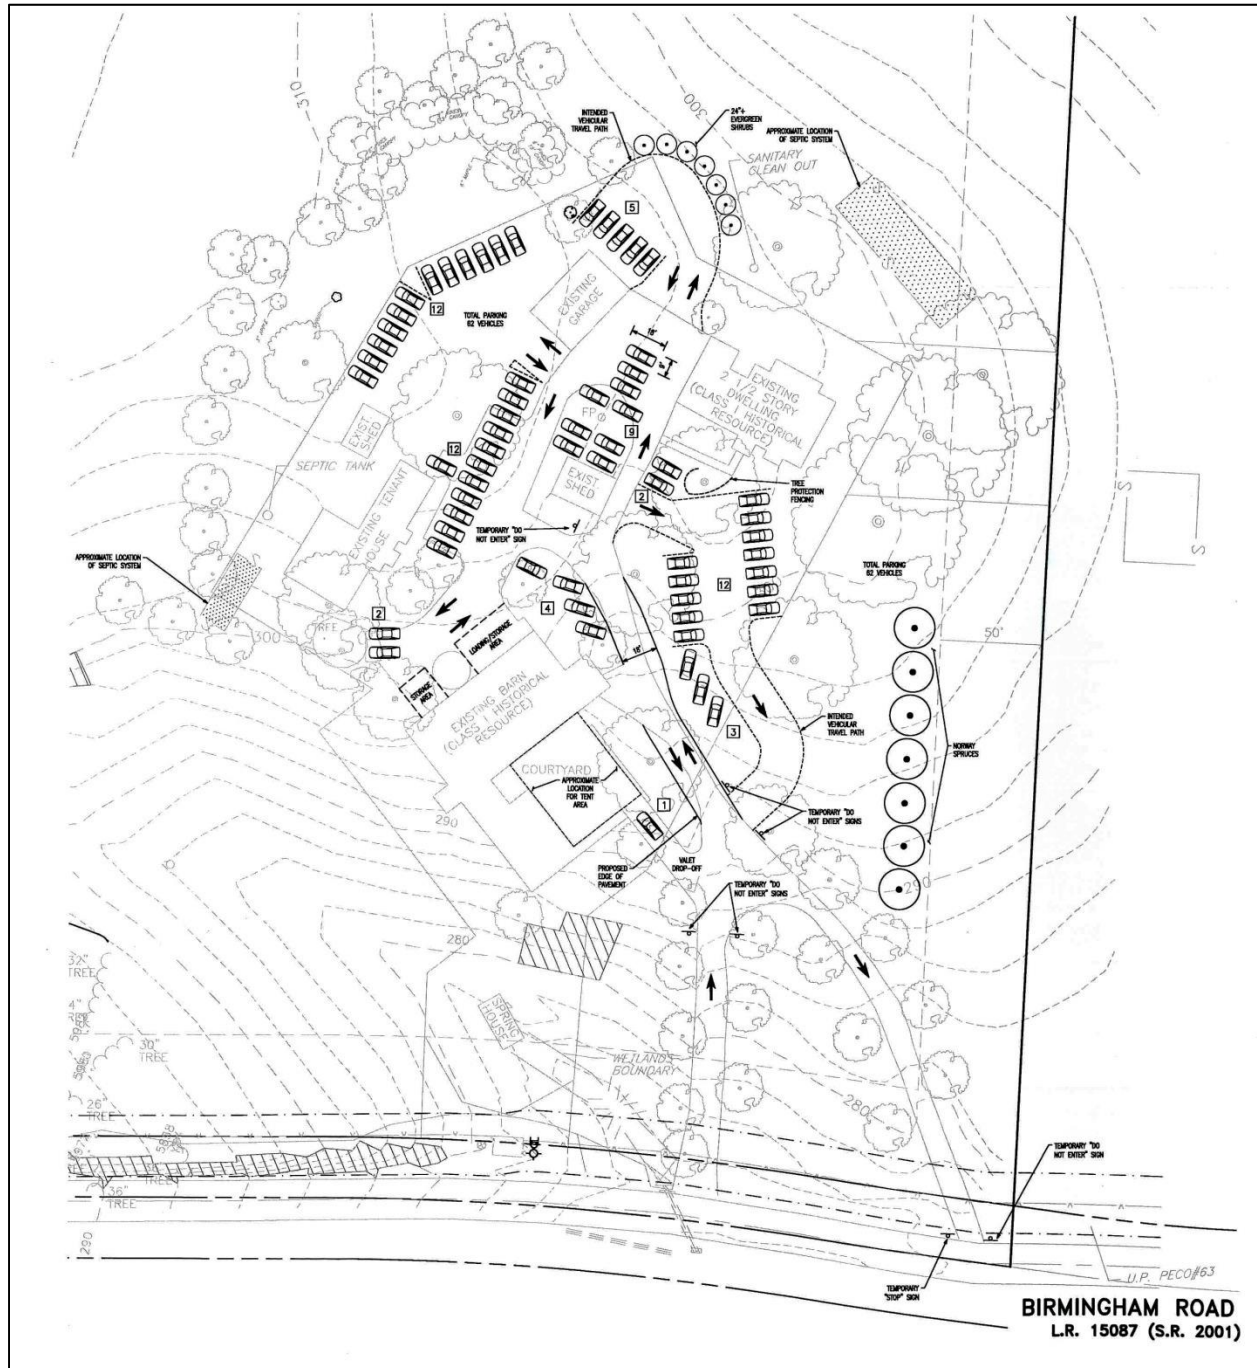 310
300
INTENDED
VEHICULAR
TRAVEL PATH
24"+
EVERGREEN
SHRUBS
APPROXIMATE LOCATION
OF SEPTIC SYSTEM
SANITARY
CLEAN OUT
S
S
S
5
EXISTING
GARAGE
12
TOTAL PARKING
62 VEHICLES
18'
9'
EXISTING
2 1/2 STORY
DWELLING
(CLASS I HISTORICAL
RESOURCE)
FP
9
EXIST.
SHED
12
SEPTIC TANK
EXISTING TENANT
HOUSE
EXIST.
SHED
2
TREE
PROTECTION
FENCING
TEMPORARY "DO
NOT ENTER" SIGN
APPROXIMATE LOCATION
OF SEPTIC SYSTEM
12
TOTAL PARKING
62 VEHICLES
S
S
4
2
TREE
300
LOADING/STORAGE
AREA
STORAGE
AREA
18'
50'
EXISTING BARN
(CLASS I HISTORICAL
RESOURCE)
3
INTENDED
VEHICULAR
TRAVEL PATH
NORWAY
SPRUCES
COURTYARD
APPROXIMATE
LOCATION
FOR TENT
AREA
1
TEMPORARY "DO
NOT ENTER" SIGNS
290
PROPOSED
EDGE OF
PAVEMENT
VALET
DROP-OFF
TEMPORARY "DO
NOT ENTER" SIGNS
290
280
32"
TREE
30"
TREE
SPRING
HOUSE
WETLANDS
BOUNDARY
26"
TREE
280
TEMPORARY "DO
NOT ENTER" SIGN
36"
TREE
290
TEMPORARY
"STOP" SIGN
U.P. PECO#63
BIRMINGHAM ROAD
L.R. 15087 (S.R. 2001)